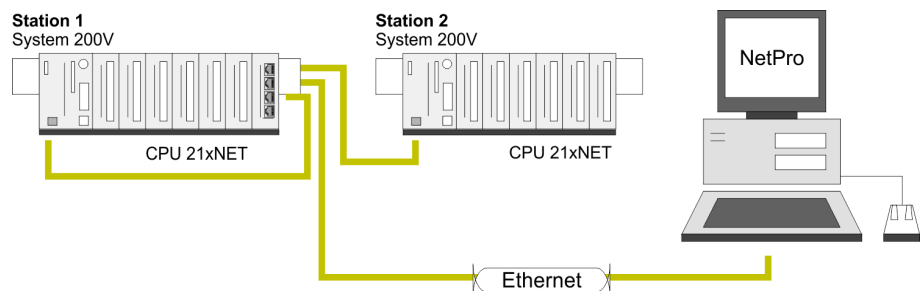 Station 1
System 200V
CPU 21xNET
Station 2
System 200V
CPU 21xNET
NetPro
Ethernet